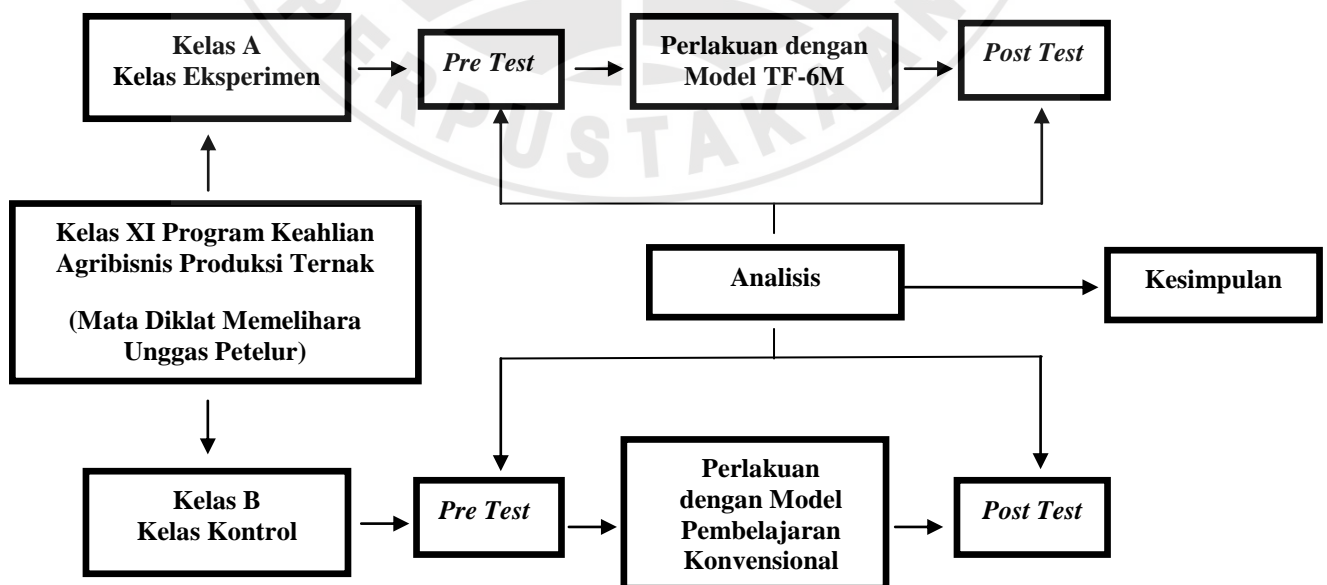 Kelas A
Kelas Eksperimen
Pre Test
Perlakuan dengan
Model TF-6M
Post Test
PERPUSTAKAAN
Kelas XI Program Keahlian
Agribisnis Produksi Ternak
(Mata Diklat Memelihara
Unggas Petelur)
Analisis
Kesimpulan
Kelas B
Kelas Kontrol
Pre Test
Perlakuan
dengan Model
Pembelajaran
Konvensional
Post Test